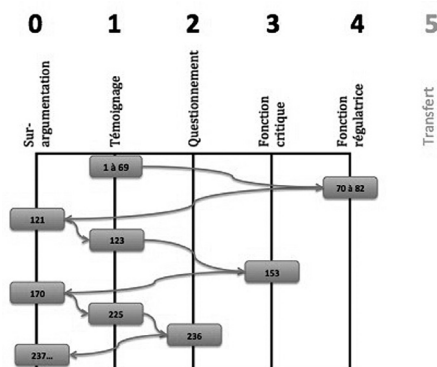 0 1 2 3 4 5
Sur-
argumentation
Témoignage
Questionnement
Fonction
critique
Fonction
régulatrice
Transfert
1 à 69
70 à 82
121
123
153
170
225
236
237...